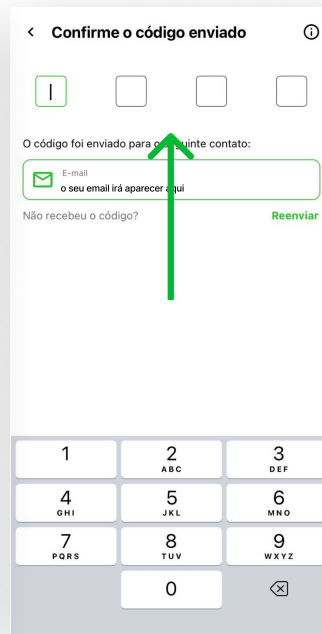 Confirme o código enviado
O código foi enviado para o seguinte contato:
E-mail
o seu email irá aparecer aqui
Não recebeu o código?
Reenviar
1
2
ABC
3
DEF
4
GHI
5
JKL
6
MNO
7
PQRS
8
TUV
9
WXYZ
0